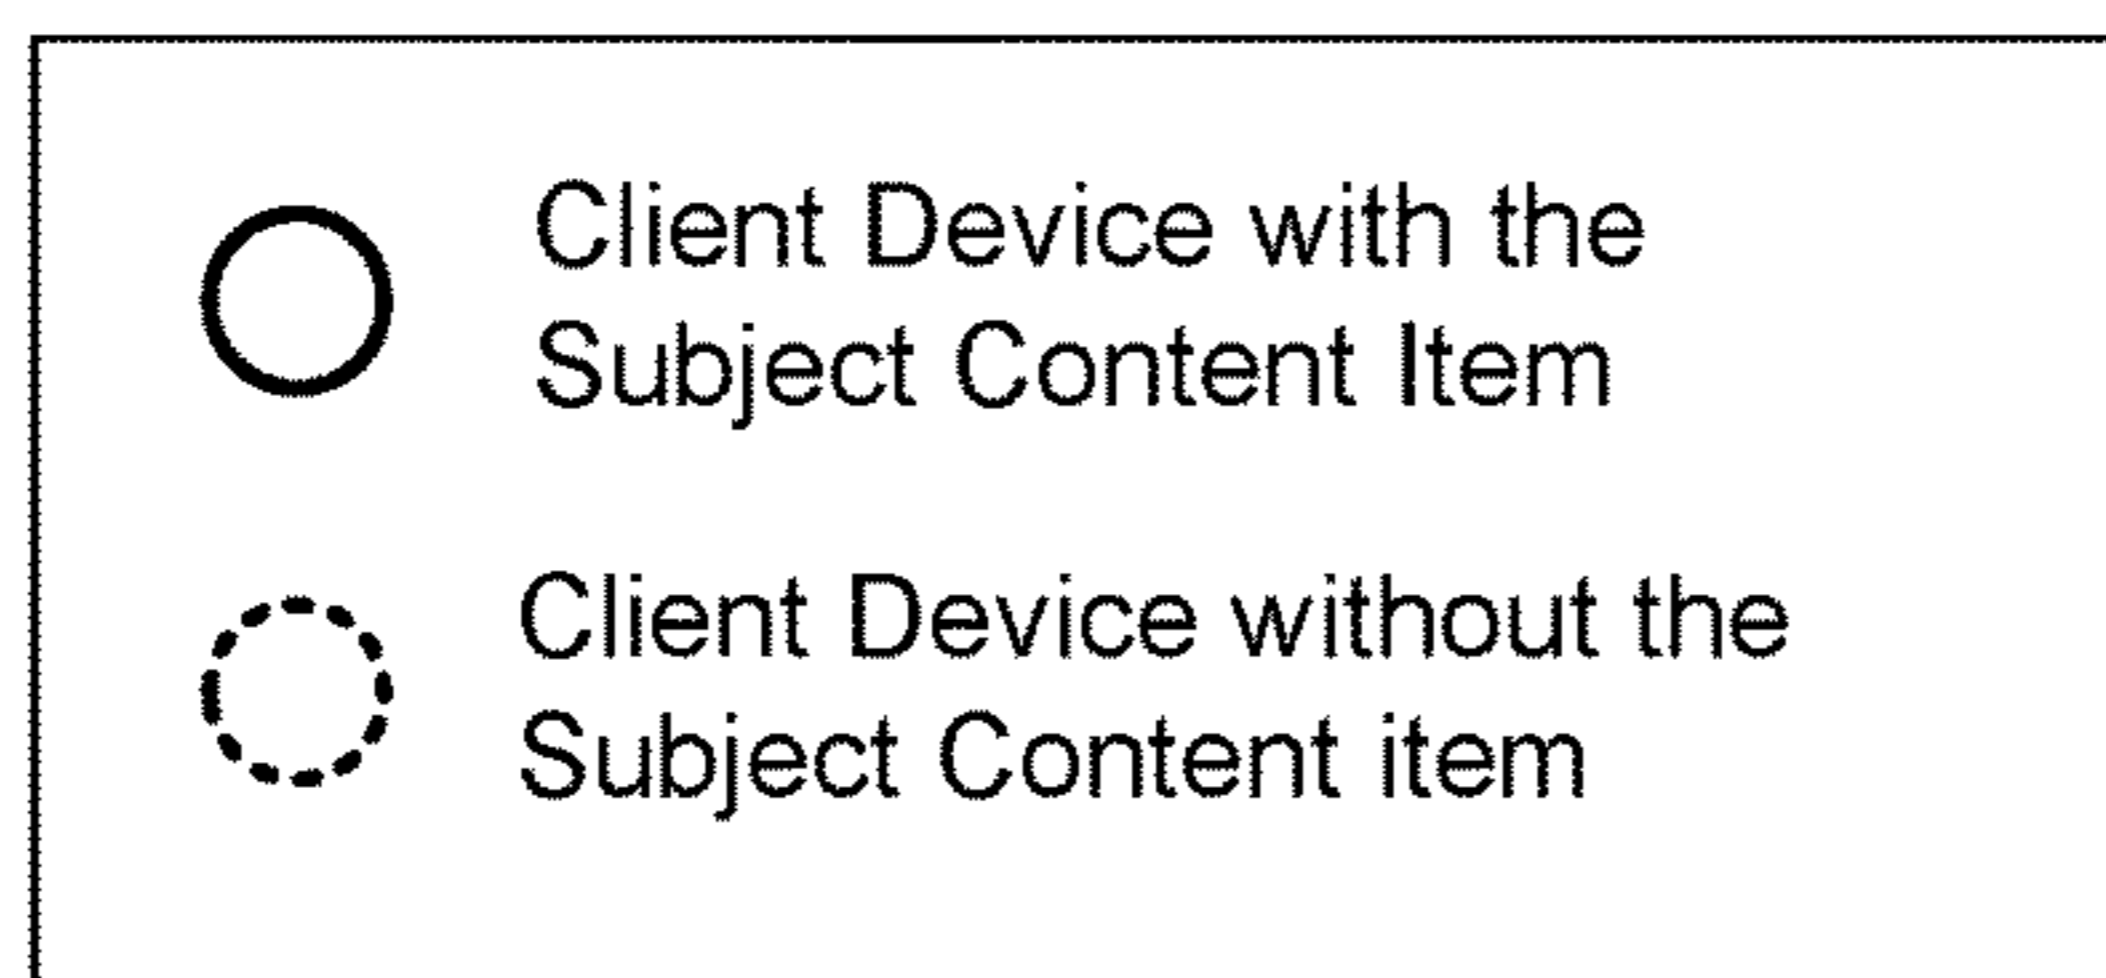 Client Device with the
Subject Content Item
Client Device without the
Subject Content item